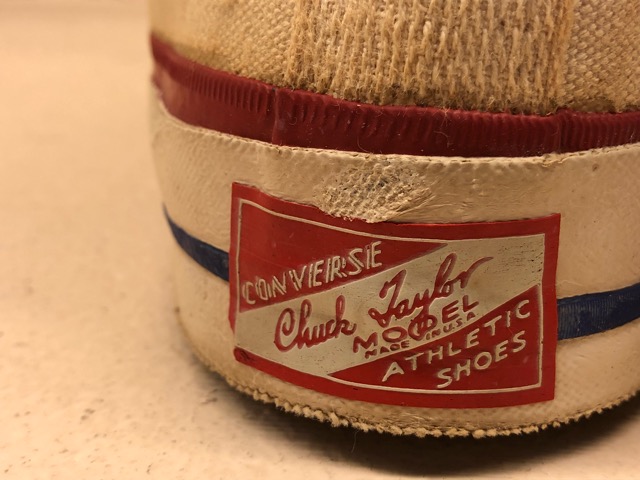 CONVERSE
Chuck Taylor
MODEL
MADE IN U.S.A
ATHLETIC
SHOES